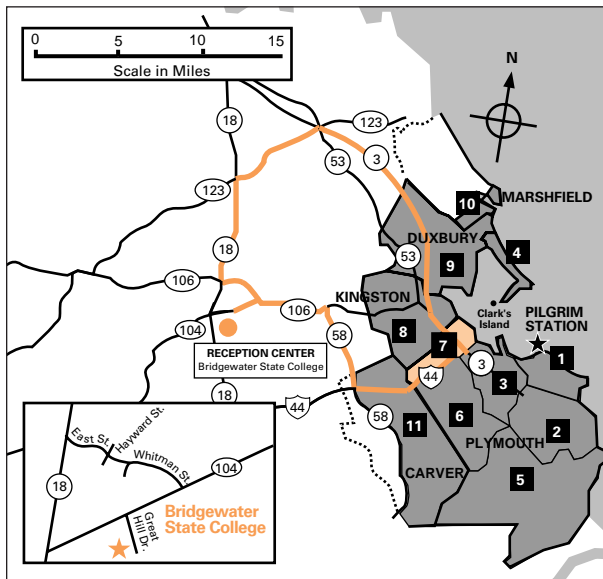 0 5 10 15
Scale in Miles
N
18
123
53
3
123
MARSHFIELD
10
DUXBURY
4
18
53
9
106
KINGSTON
Clark's
Island
PILGRIM
STATION
104
106
58
8
7
1
RECEPTION CENTER
Bridgewater State College
44
3
3
18
44
58
11
6
2
PLYMOUTH
CARVER
5
East St.
Hayward St.
Whitman St.
104
18
Great
Hill Dr.
Bridgewater
State College